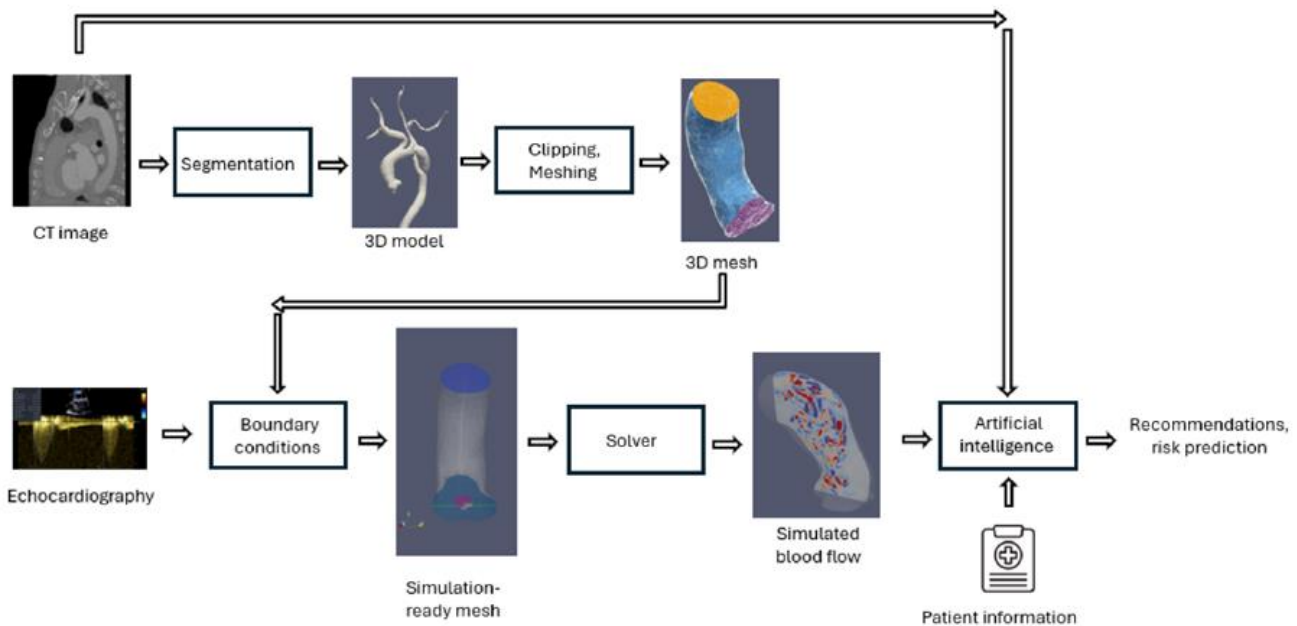 CT image
Segmentation
3D model
Clipping,
Meshing
3D mesh
Echocardiography
Boundary
conditions
Simulation-
ready mesh
Solver
Simulated
blood flow
Artificial
intelligence
Recommendations,
risk prediction
Patient information